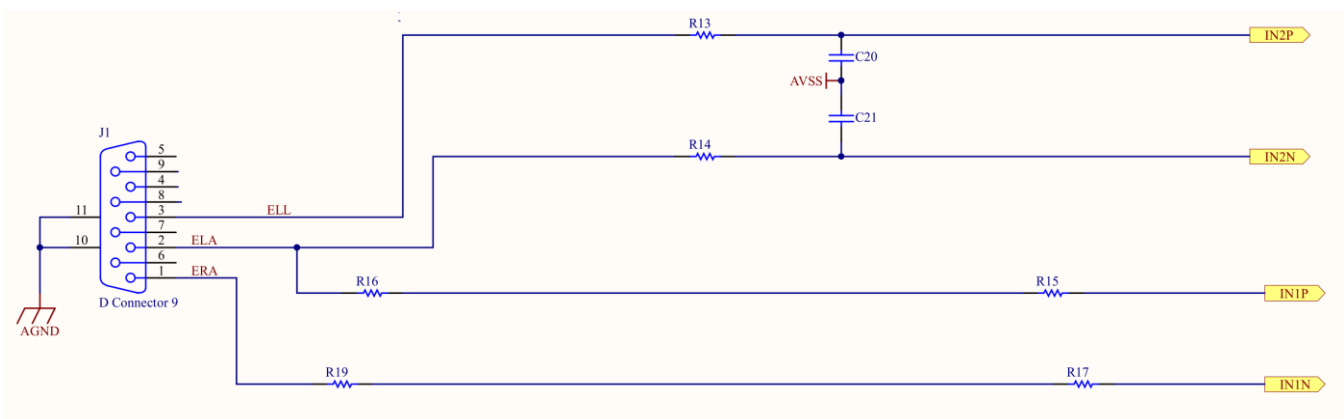 R13
IN2P
C20
AVSS
C21
J1
R14
IN2N
5
9
4
8
11
3
ELL
7
10
2
ELA
6
1
ERA
R16
R15
IN1P
D Connector 9
AGND
R19
R17
IN1N